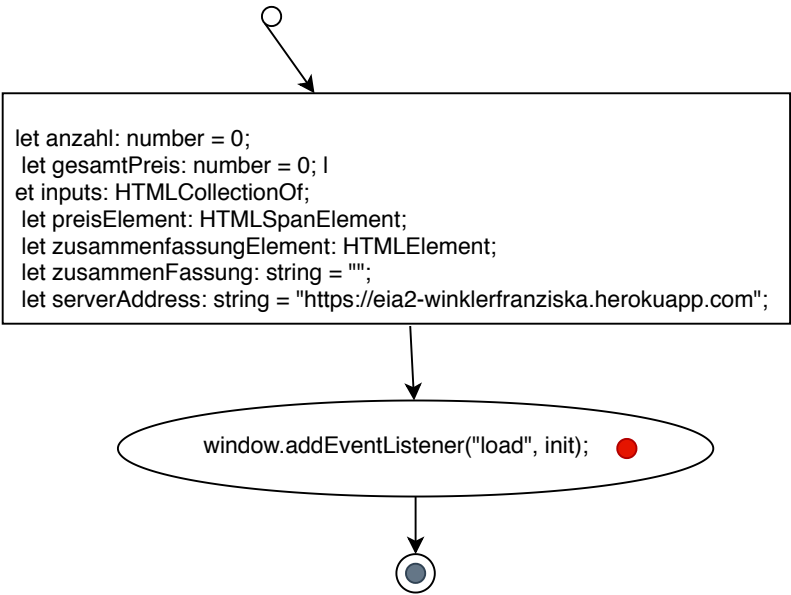 let anzahl: number = 0;
let gesamtPreis: number = 0; l
et inputs: HTMLCollectionOf;
let preisElement: HTMLSpanElement;
let zusammenfassungElement: HTMLElement;
let zusammenFassung: string = "";
let serverAddress: string = "https://eia2-winklerfranziska.herokuapp.com";
window.addEventListener("load", init);